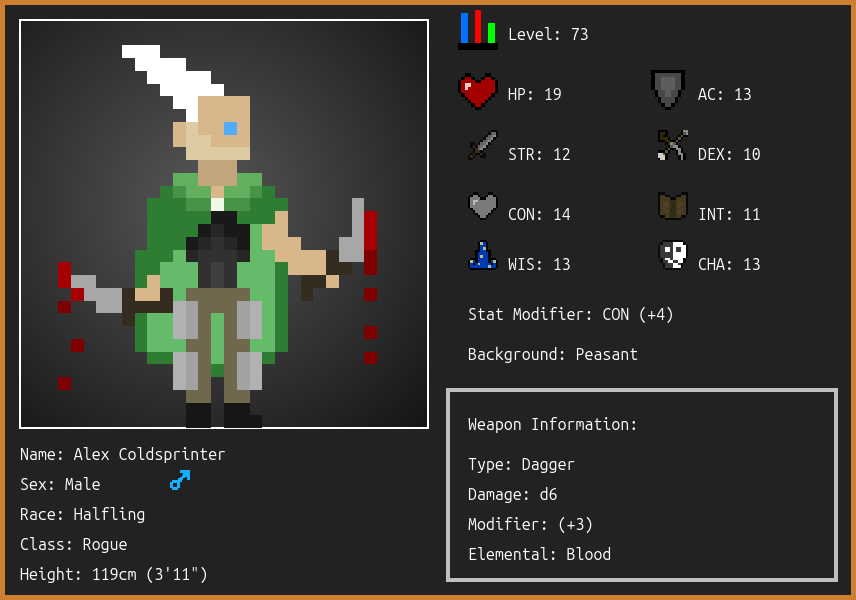 Level: 73
HP: 19
AC: 13
STR: 12
DEX: 10
CON: 14
INT: 11
WIS: 13
CHA: 13
Stat Modifier: CON (+4)
Background: Peasant
Weapon Information:
Type: Dagger
Damage: d6
Modifier: (+3)
Elemental: Blood
Name: Alex Coldsprinter
Sex: Male
Race: Halfling
Class: Rogue
Height: 119cm (3'11")